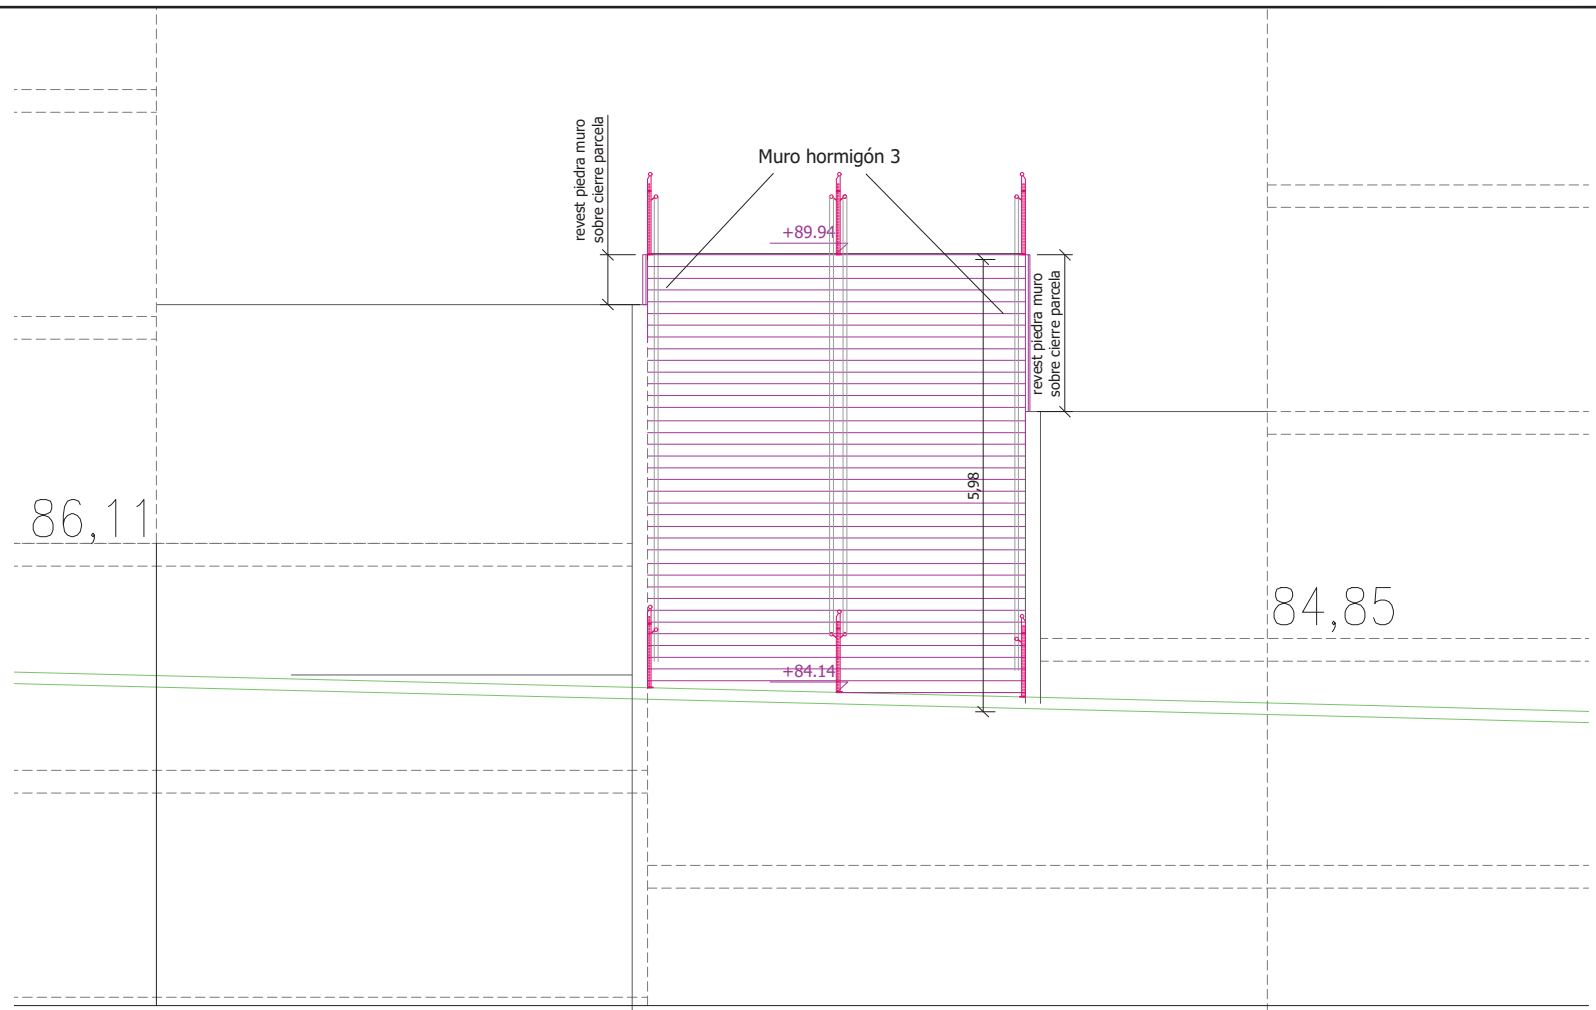 revest piedra muro
sobre cierre parcela
Muro hormigón 3
+89.94
revest piedra muro
sobre cierre parcela
5,98
86,11
84,85
+84.14